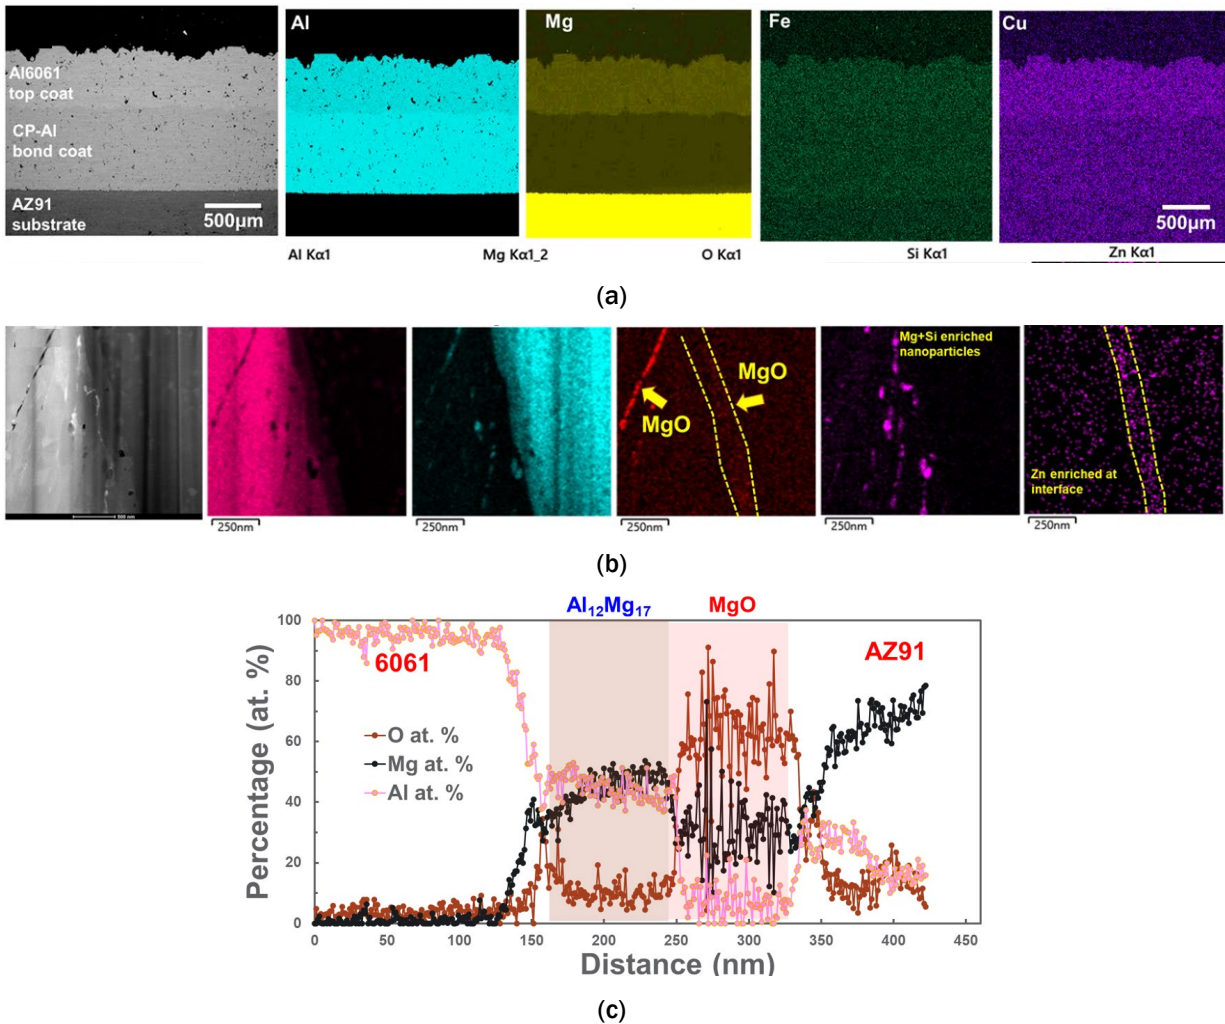 Al
Mg
Fe
Cu
Al6061
top coat
CP-Al
bond coat
AZ91
substrate
500µm
500µm
Al Kα1
Mg Kα1_2
O Kα1
Si Kα1
Zn Kα1
(a)
Mg+Si enriched
nanoparticles
MgO
MgO
Zn enriched at
interface
500 nm
250nm
250nm
250nm
250nm
250nm
(b)
Al12Mg17
MgO
6061
AZ91
Percentage (at. %)
100
80
60
40
20
0
O at. %
Mg at. %
Al at. %
0
50
100
150
200
250
300
350
400
450
Distance (nm)
(c)